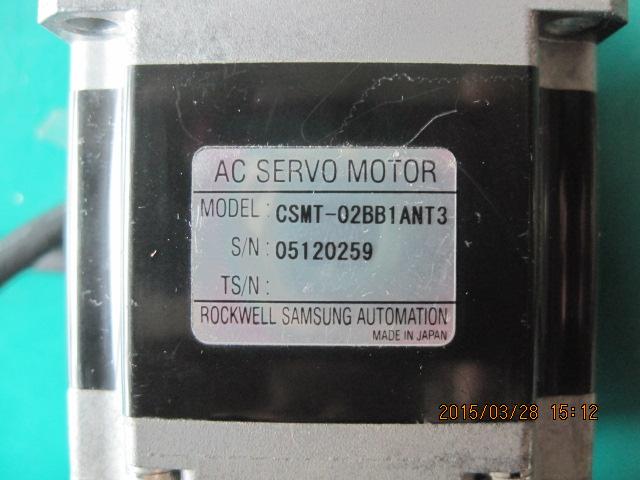 AC SERVO MOTOR
MODEL : CSMT-02BB1ANT3
S/N : 05120259
TS/N :
ROCKWELL SAMSUNG AUTOMATION
MADE IN JAPAN
2015/03/28 15:12